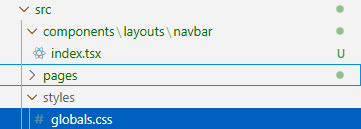 src
components\layouts\navbar
index.tsx U
pages
styles
# globals.css